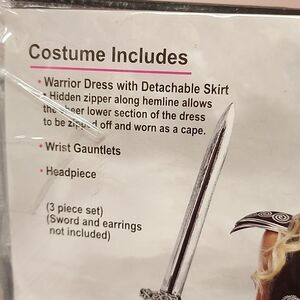 Costume Includes
• Warrior Dress with Detachable Skirt
• Hidden zipper along hemline allows
the sheer lower section of the dress
to be zipped off and worn as a cape.
• Wrist Gauntlets
• Headpiece
(3 piece set)
(Sword and earrings
not included)